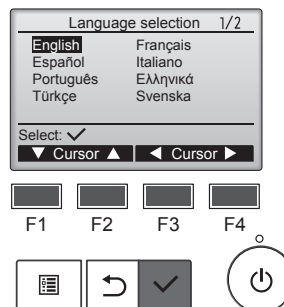 Language selection 1/2
English Français
Español Italiano
Português Ελληνικά
Türkçe Svenska
Select: ✓
▼ Cursor ▲ ◀ Cursor ▶
F1 F2 F3 F4